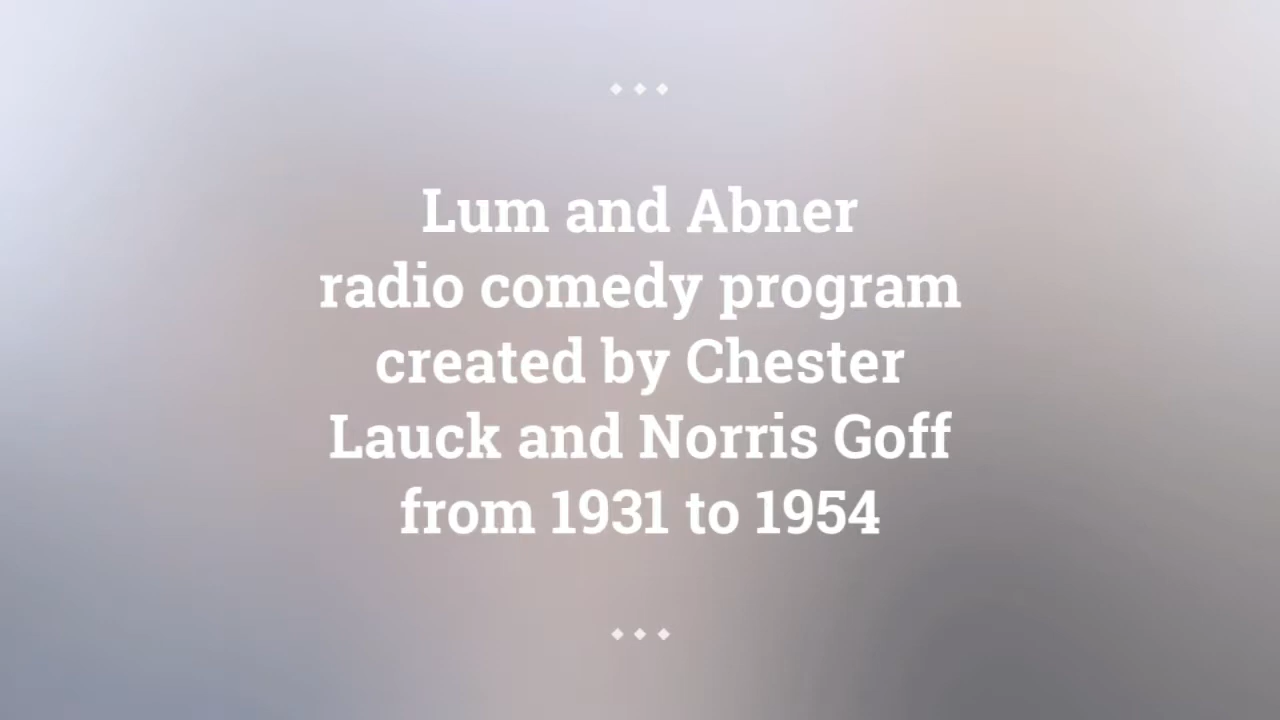 Lum and Abner
radio comedy program
created by Chester
Lauck and Norris Goff
from 1931 to 1954